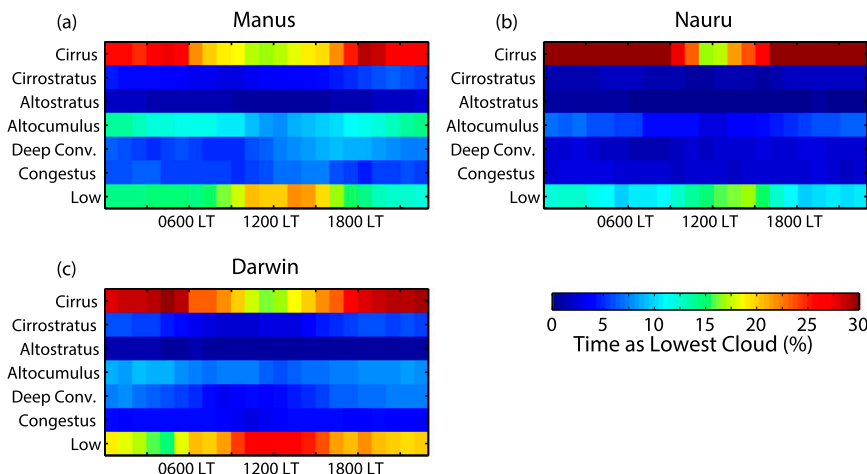 (a) Manus
Cirrus
Cirrostratus
Altostratus
Altocumulus
Deep Conv.
Congestus
Low
0600 LT 1200 LT 1800 LT
(b) Nauru
Cirrus
Cirrostratus
Altostratus
Altocumulus
Deep Conv.
Congestus
Low
0600 LT 1200 LT 1800 LT
(c) Darwin
Cirrus
Cirrostratus
Altostratus
Altocumulus
Deep Conv.
Congestus
Low
0600 LT 1200 LT 1800 LT
0 5 10 15 20 25 30
Time as Lowest Cloud (%)